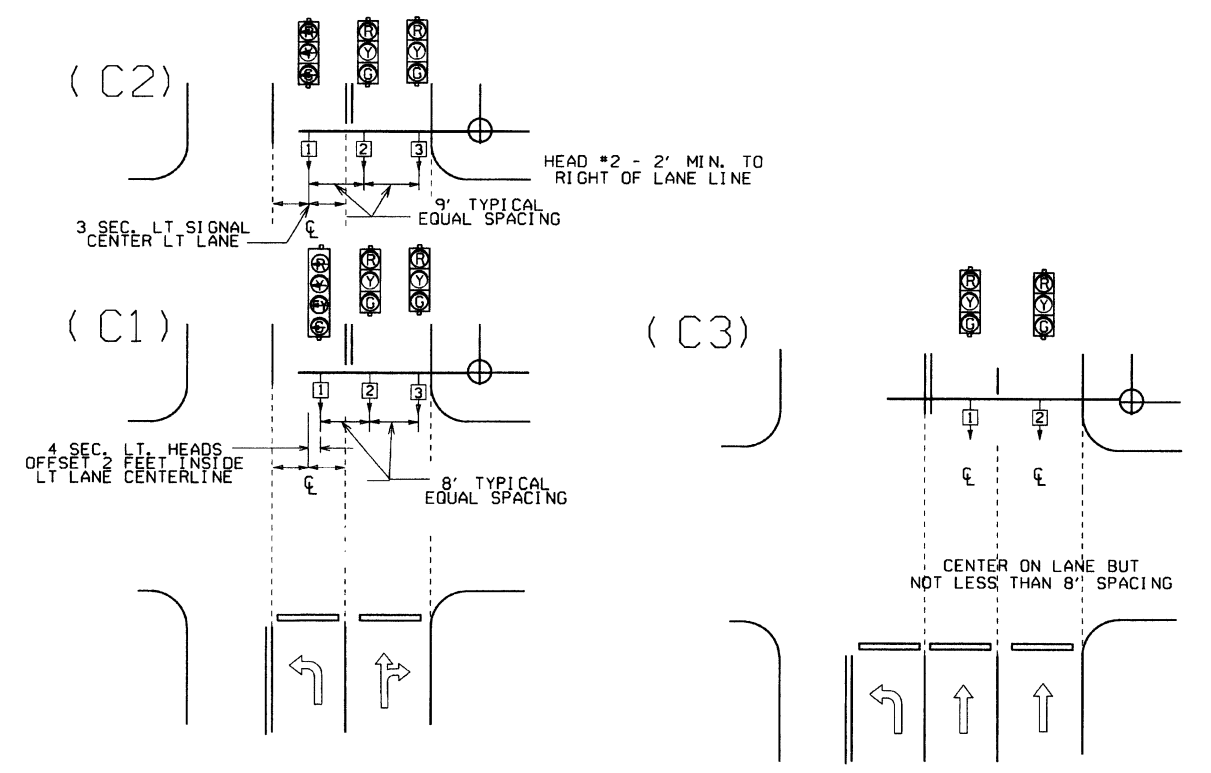 (C2)
R R R
Y Y Y
G G G
1 2 3
HEAD #2 - 2' MIN. TO
RIGHT OF LANE LINE
9' TYPICAL
EQUAL SPACING
3 SEC. LT SIGNAL
CENTER LT LANE
CL
(C1)
R R R
Y Y Y
FY G G
G
1 2 3
4 SEC. LT. HEADS
OFFSET 2 FEET INSIDE
LT LANE CENTERLINE
CL
8' TYPICAL
EQUAL SPACING
(C3)
R R
Y Y
G G
1 2
CL CL
CENTER ON LANE BUT
NOT LESS THAN 8' SPACING